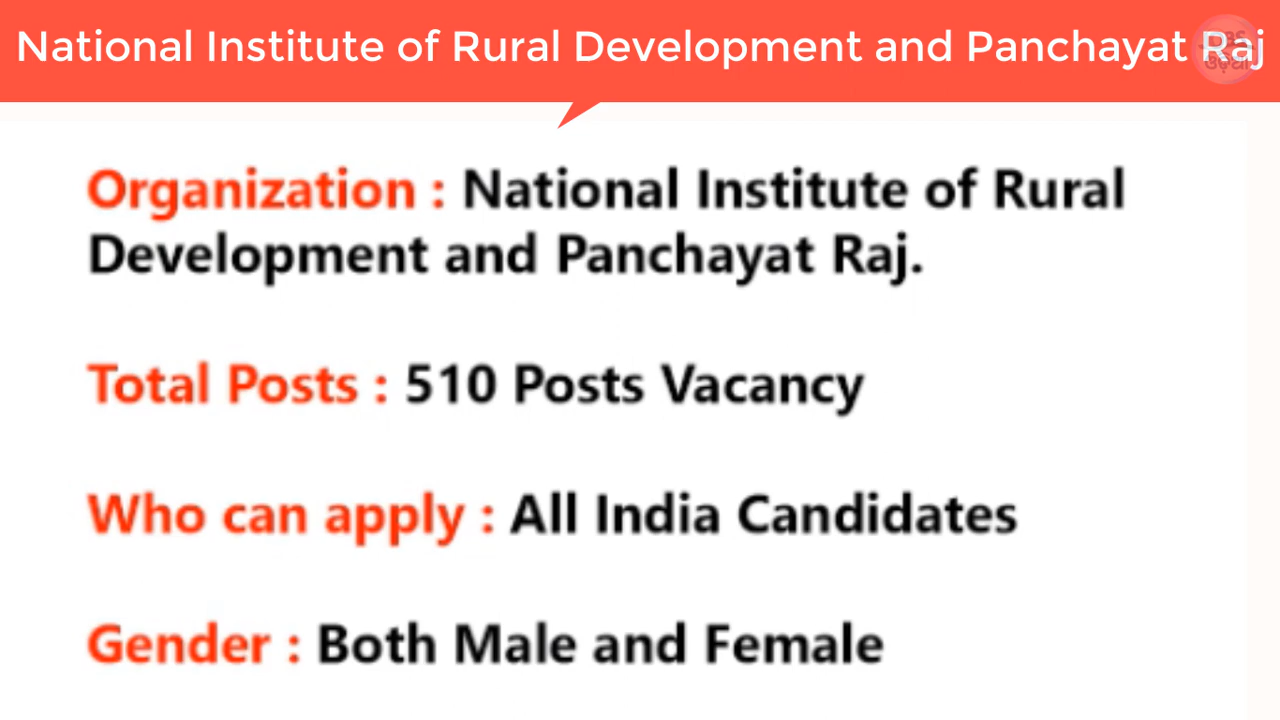 National Institute of Rural Development and Panchayat Raj
Organization : National Institute of Rural
Development and Panchayat Raj.
Total Posts : 510 Posts Vacancy
Who can apply : All India Candidates
Gender : Both Male and Female